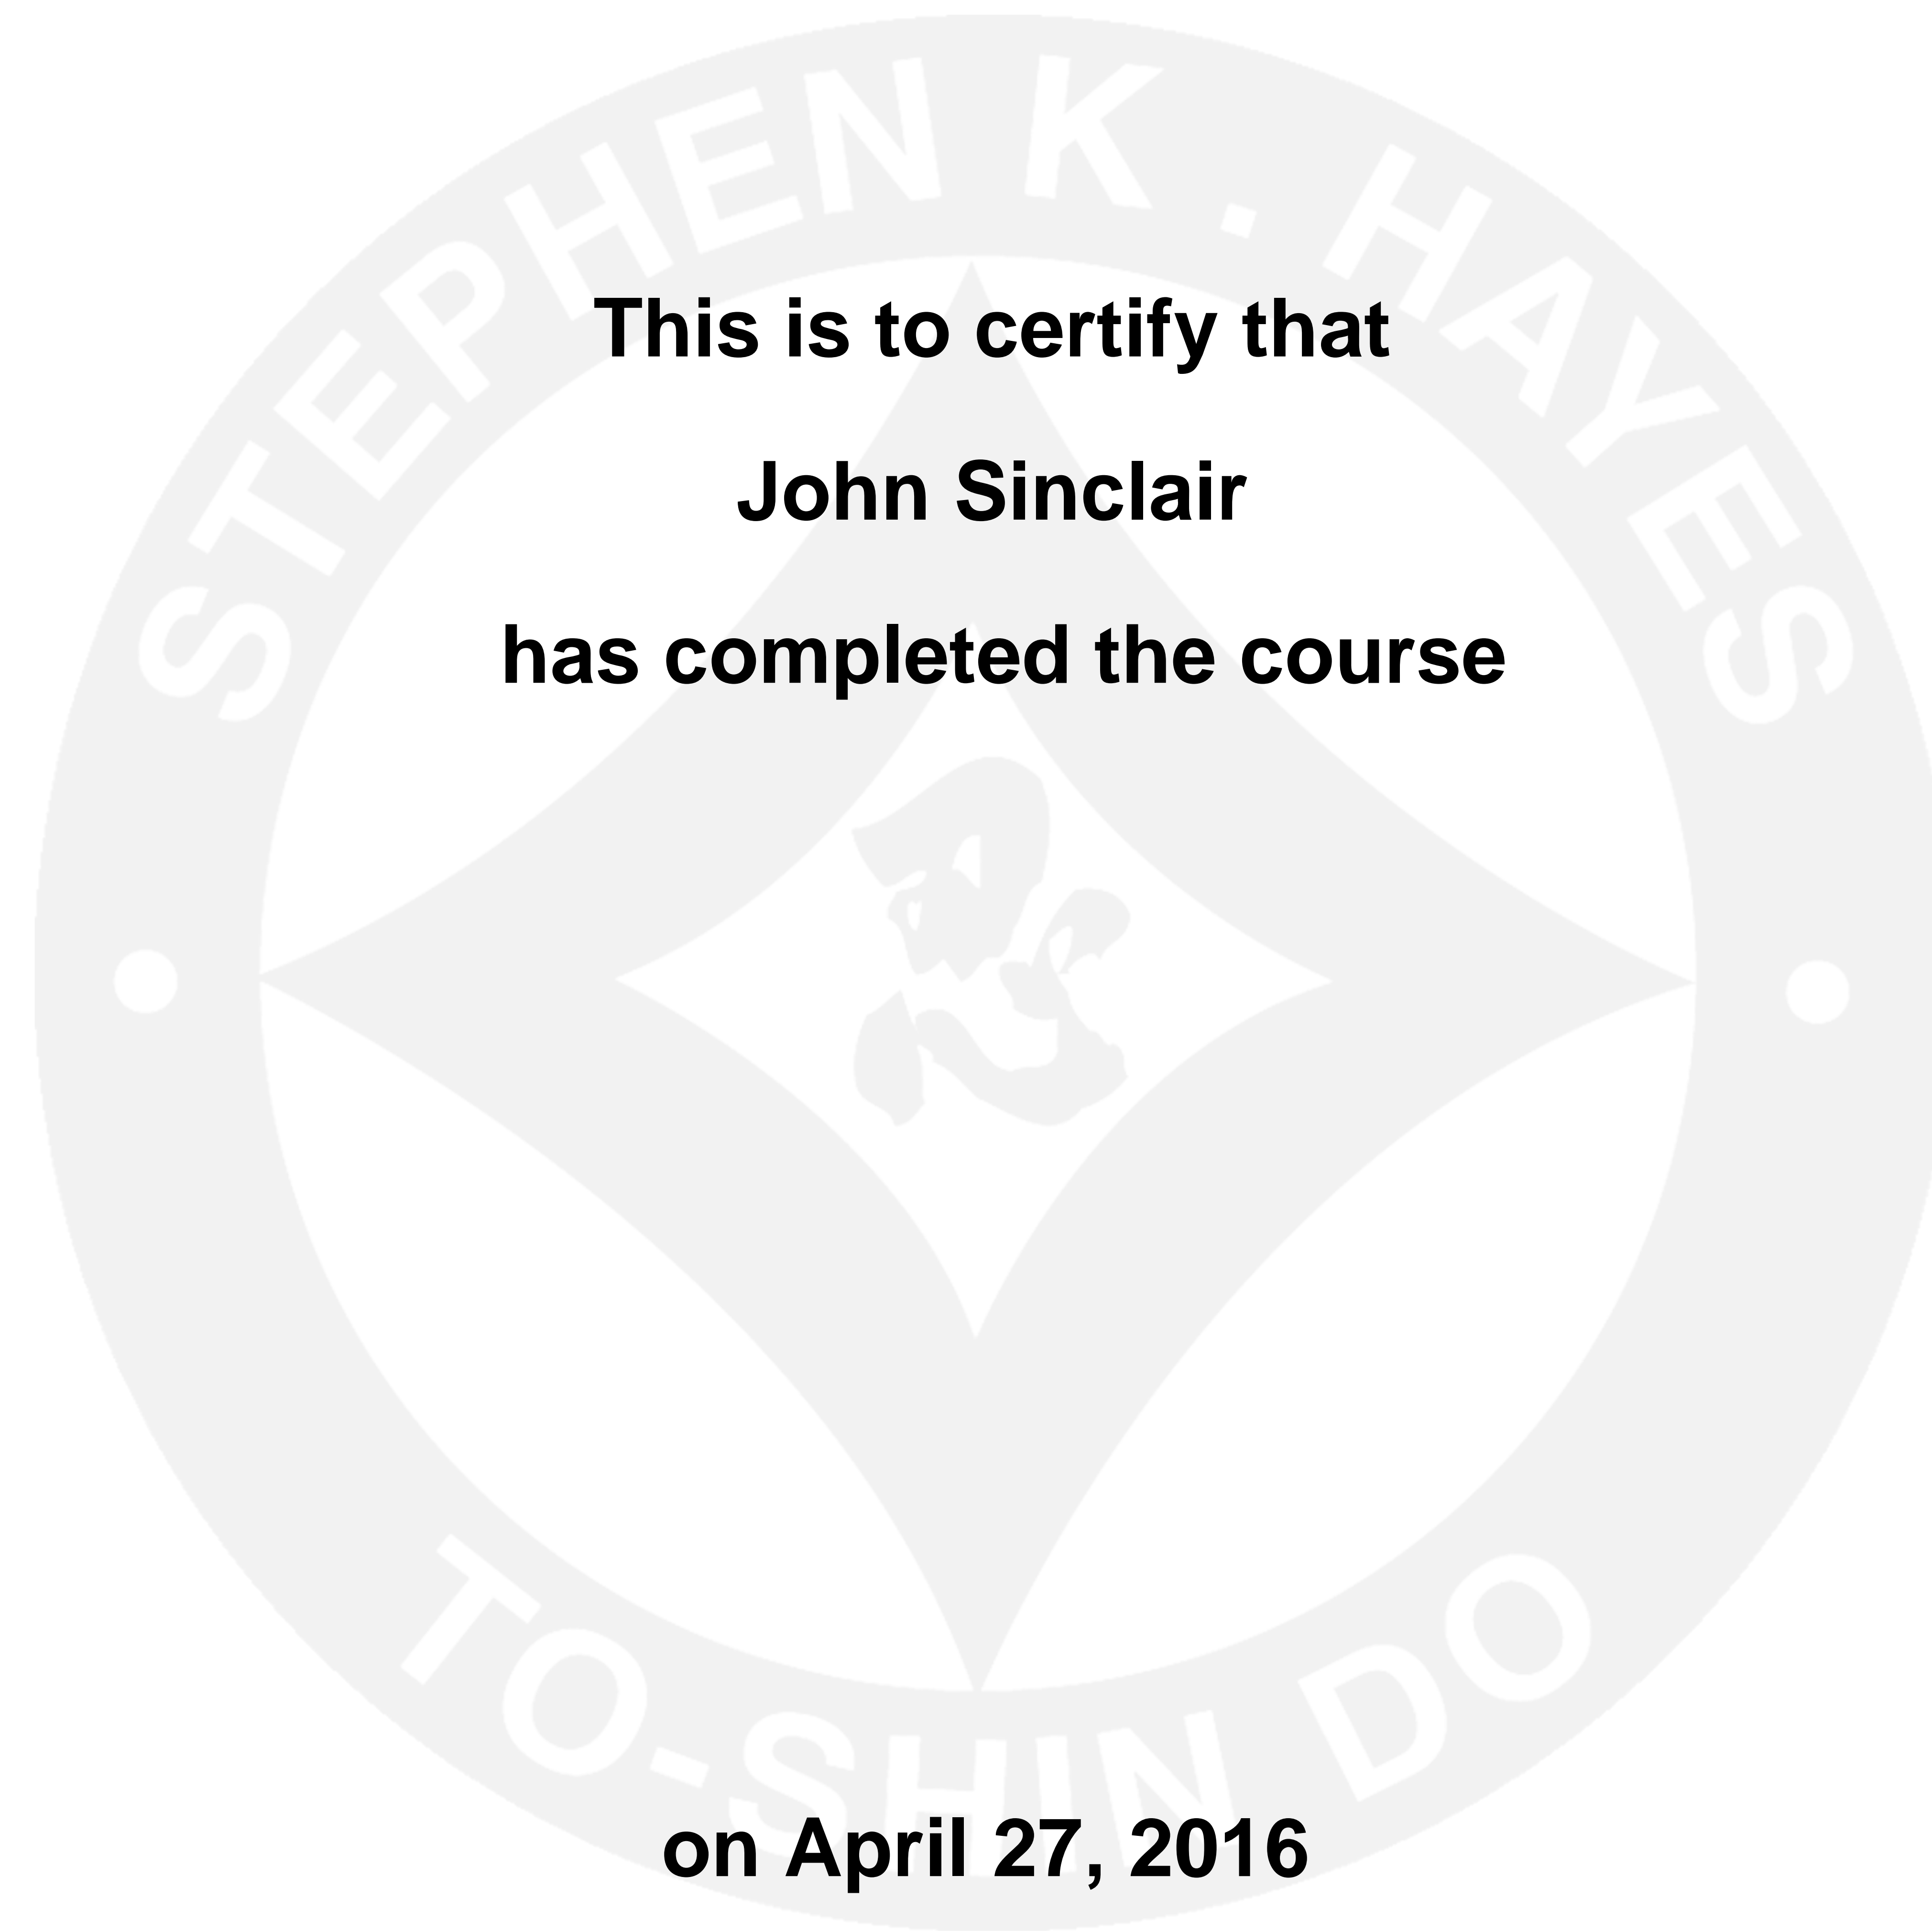 STEPHEN K. HAYES
This is to certify that
John Sinclair
has completed the course
忍
TO-SHIN DO
on April 27, 2016